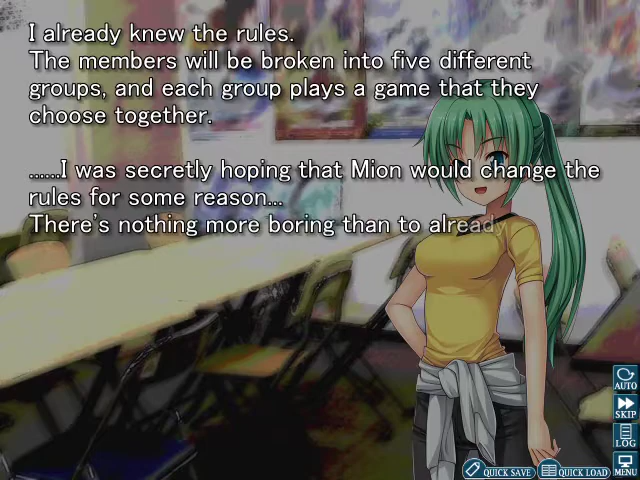 I already knew the rules.
The members will be broken into five different
groups, and each group plays a game that they
choose together.
......I was secretly hoping that Mion would change the
rules for some reason...
There's nothing more boring than to already
AUTO
SKIP
LOG
MENU
QUICK SAVE
QUICK LOAD